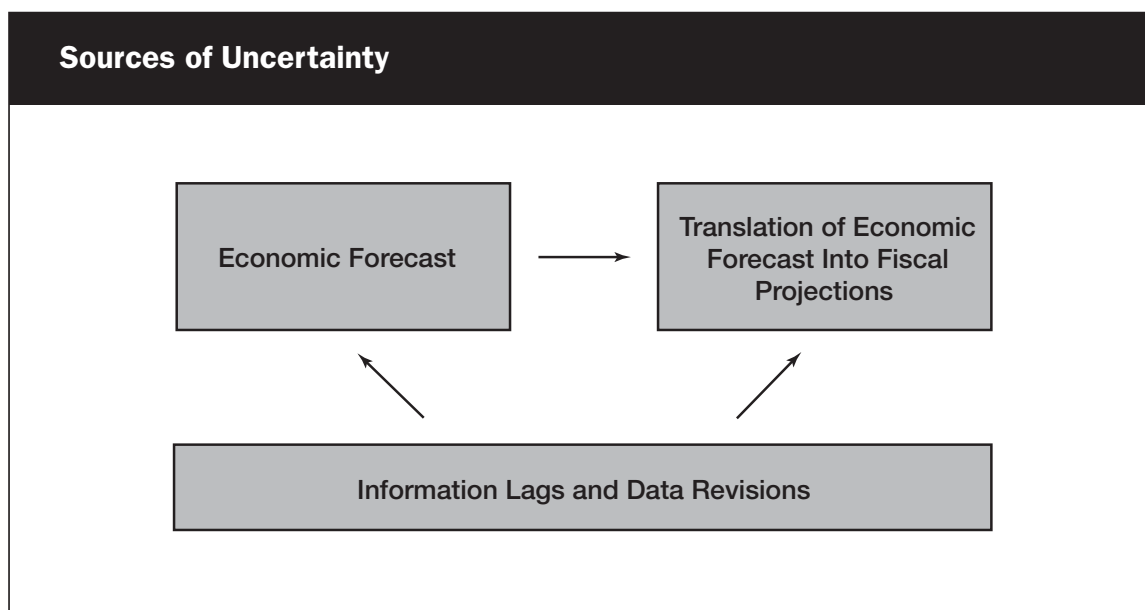 Sources of Uncertainty
Economic Forecast
Translation of Economic
Forecast Into Fiscal
Projections
Information Lags and Data Revisions